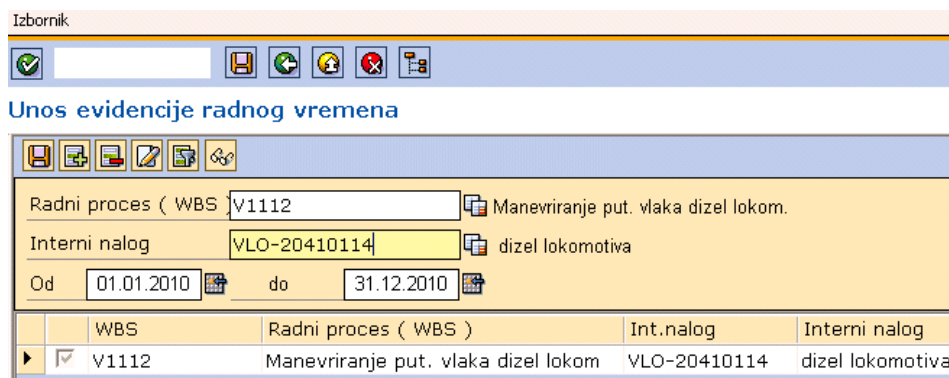 Izbornik
Unos evidencije radnog vremena
Radni proces ( WBS ) V1112 Manevriranje put. vlaka dizel lokom.
Interni nalog VLO-20410114 dizel lokomotiva
Od 01.01.2010 do 31.12.2010
WBS Radni proces ( WBS ) Int.nalog Interni nalog
V1112 Manevriranje put. vlaka dizel lokom VLO-20410114 dizel lokomotiva